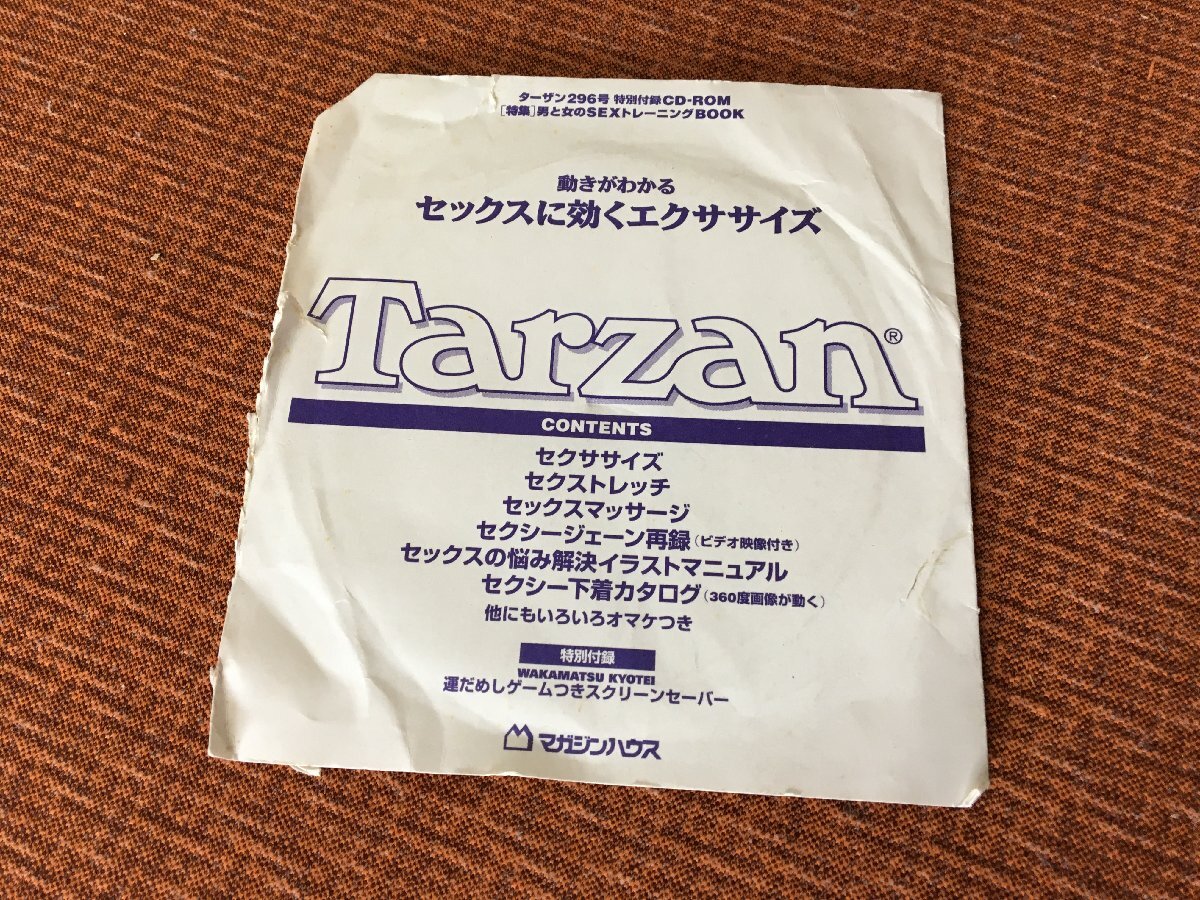 ターザン296号 特別付録CD-ROM
[特集]男と女のSEXトレーニングBOOK
動きがわかる
セックスに効くエクササイズ
Tarzan®
CONTENTS
セクササイズ
セクストレッチ
セックスマッサージ
セクシージェーン再録(ビデオ映像付き)
セックスの悩み解決イラストマニュアル
セクシー下着カタログ(360度画像が動く)
他にもいろいろオマケつき
特別付録
WAKAMATSU KYOTEI
運だめしゲームつきスクリーンセーバー
マガジンハウス